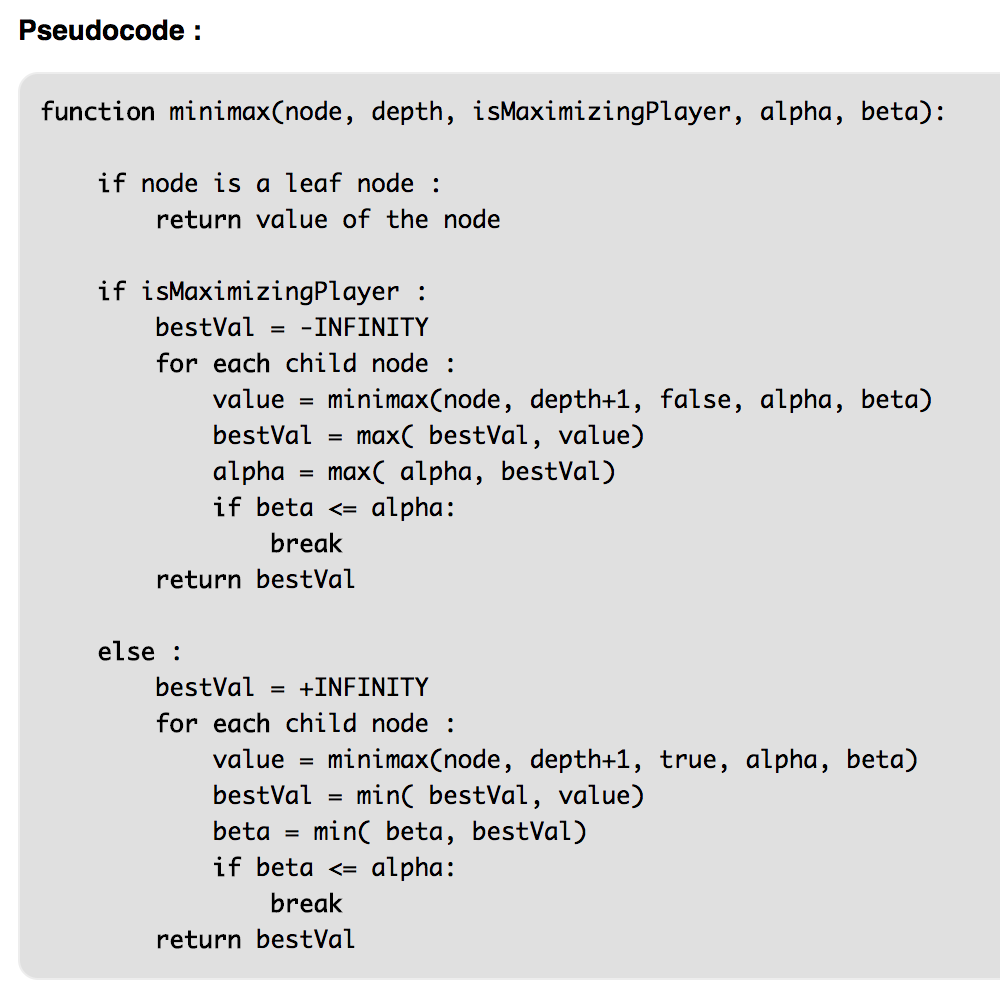 Pseudocode :
function minimax(node, depth, isMaximizingPlayer, alpha, beta):
if node is a leaf node :
return value of the node
if isMaximizingPlayer :
bestVal = -INFINITY
for each child node :
value = minimax(node, depth+1, false, alpha, beta)
bestVal = max( bestVal, value)
alpha = max( alpha, bestVal)
if beta <= alpha:
break
return bestVal
else :
bestVal = +INFINITY
for each child node :
value = minimax(node, depth+1, true, alpha, beta)
bestVal = min( bestVal, value)
beta = min( beta, bestVal)
if beta <= alpha:
break
return bestVal